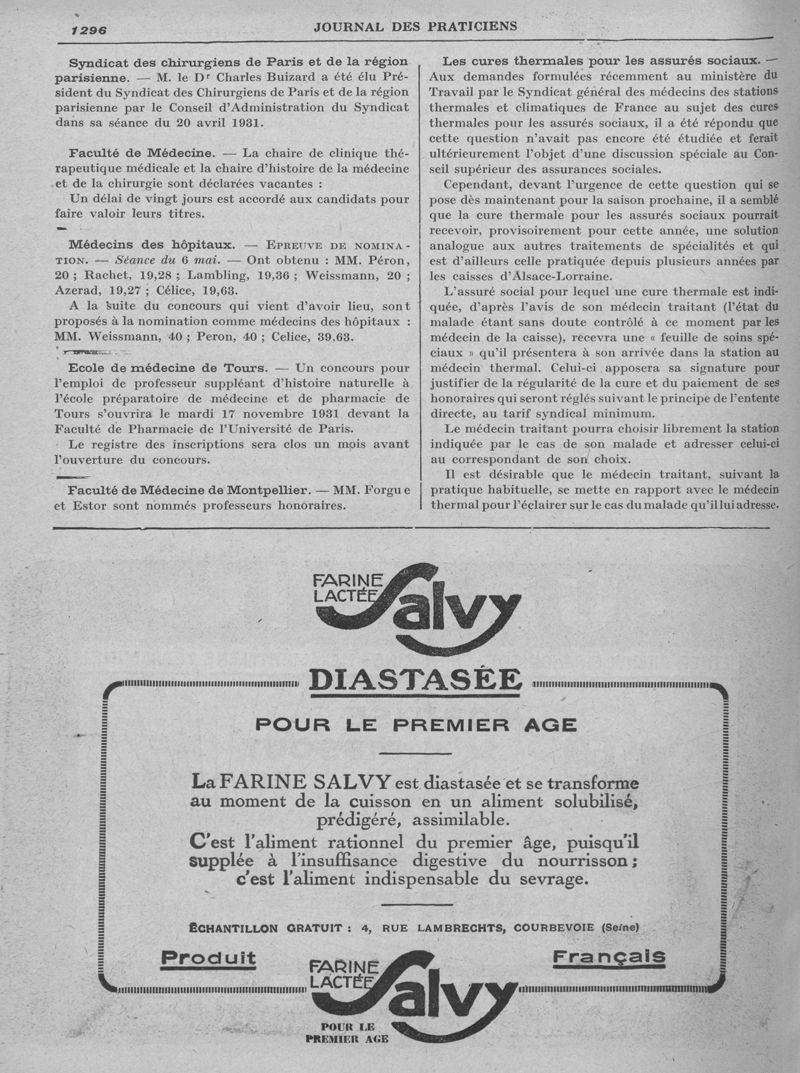 1296
JOURNAL DES PRATICIENS
Syndicat des chirurgiens de Paris et de la région
parisienne. — M. le Dr Charles Buizard a été élu Pré-
sident du Syndicat des Chirurgiens de Paris et de la région
parisienne par le Conseil d'Administration du Syndicat
dans sa séance du 20 avril 1931.
Faculté de Médecine. — La chaire de clinique thé-
rapeutique médicale et la chaire d'histoire de la médecine
et de la chirurgie sont déclarées vacantes :
Un délai de vingt jours est accordé aux candidats pour
faire valoir leurs titres.
Médecins des hôpitaux. — EPREUVE DE NOMINA-
TION. — Séance du 6 mai. — Ont obtenu : MM. Péron,
20 ; Rachet, 19,28 ; Lambling, 19,36 ; Weissmann, 20 ;
Azerad, 19,27 ; Célice, 19,63.
A la suite du concours qui vient d'avoir lieu, sont
proposés à la nomination comme médecins des hôpitaux :
MM. Weissmann, 40 ; Peron, 40 ; Celice, 39,63.
Ecole de médecine de Tours. — Un concours pour
l'emploi de professeur suppléant d'histoire naturelle à
l'école préparatoire de médecine et de pharmacie de
Tours s'ouvrira le mardi 17 novembre 1931 devant la
Faculté de Pharmacie de l'Université de Paris.
Le registre des inscriptions sera clos un mois avant
l'ouverture du concours.
Faculté de Médecine de Montpellier. — MM. Forgue
et Estor sont nommés professeurs honoraires.
Les cures thermales pour les assurés sociaux. —
Aux demandes formulées récemment au ministère du
Travail par le Syndicat général des médecins des stations
thermales et climatiques de France au sujet des cures
thermales pour les assurés sociaux, il a été répondu que
cette question n'avait pas encore été étudiée et ferait
ultérieurement l'objet d'une discussion spéciale au Con-
seil supérieur des assurances sociales.
Cependant, devant l'urgence de cette question qui se
pose dès maintenant pour la saison prochaine, il a semblé
que la cure thermale pour les assurés sociaux pourrait
recevoir, provisoirement pour cette année, une solution
analogue aux autres traitements de spécialités et qui
est d'ailleurs celle pratiquée depuis plusieurs années par
les caisses d'Alsace-Lorraine.
L'assuré social pour lequel une cure thermale est indi-
quée, d'après l'avis de son médecin traitant (l'état du
malade étant sans doute contrôlé à ce moment par les
médecin de la caisse), recevra une « feuille de soins spé-
ciaux » qu'il présentera à son arrivée dans la station au
médecin thermal. Celui-ci apposera sa signature pour
justifier de la régularité de la cure et du paiement de ses
honoraires qui seront réglés suivant le principe de l'entente
directe, au tarif syndical minimum.
Le médecin traitant pourra choisir librement la station
indiquée par le cas de son malade et adresser celui-ci
au correspondant de son choix.
Il est désirable que le médecin traitant, suivant la
pratique habituelle, se mette en rapport avec le médecin
thermal pour l'éclairer sur le cas du malade qu'il lui adresse.
FARINE
LACTÉE
Salvy
DIASTASÉE
POUR LE PREMIER AGE
La FARINE SALVY est diastasée et se transforme
au moment de la cuisson en un aliment solubilisé,
prédigéré, assimilable.
C'est l'aliment rationnel du premier âge, puisqu'il
supplée à l'insuffisance digestive du nourrisson ;
c'est l'aliment indispensable du sevrage.
ÉCHANTILLON GRATUIT : 4, RUE LAMBRECHTS, COURBEVOIE (Seine)
Produit
Français
FARINE
LACTÉE
Salvy
POUR LE
PREMIER AGE